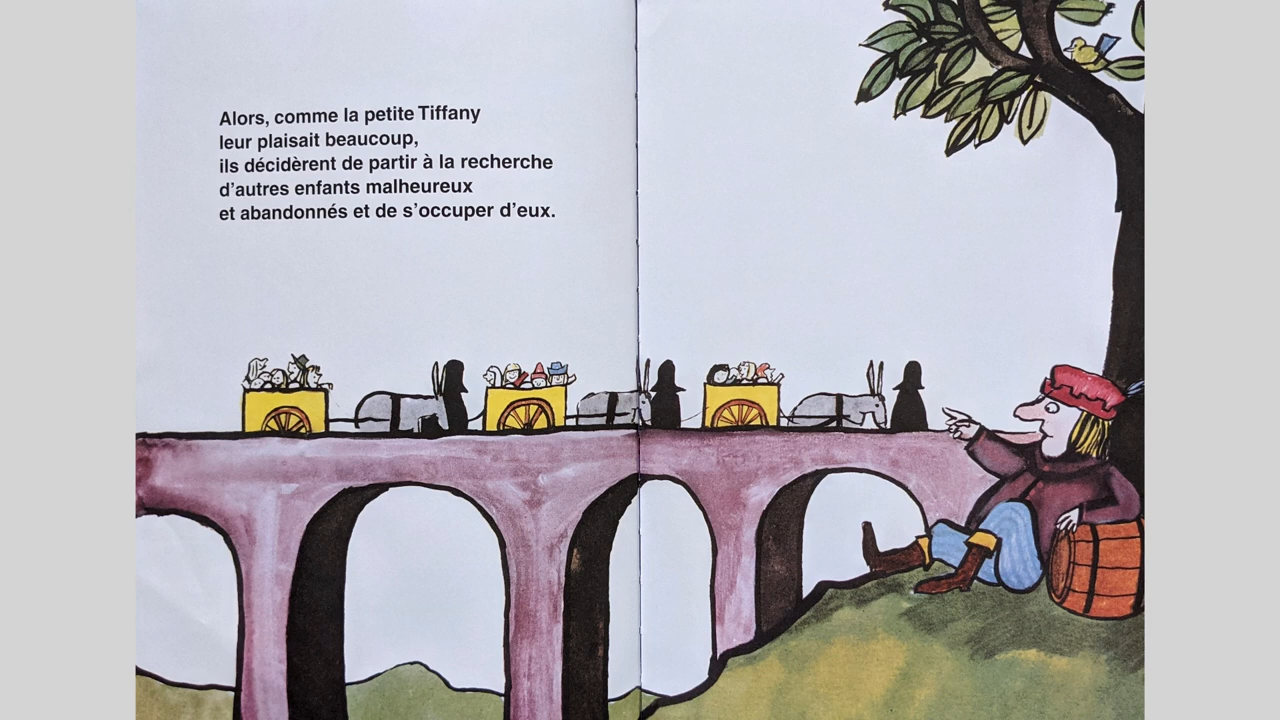 Alors, comme la petite Tiffany
leur plaisait beaucoup,
ils décidèrent de partir à la recherche
d'autres enfants malheureux
et abandonnés et de s'occuper d'eux.